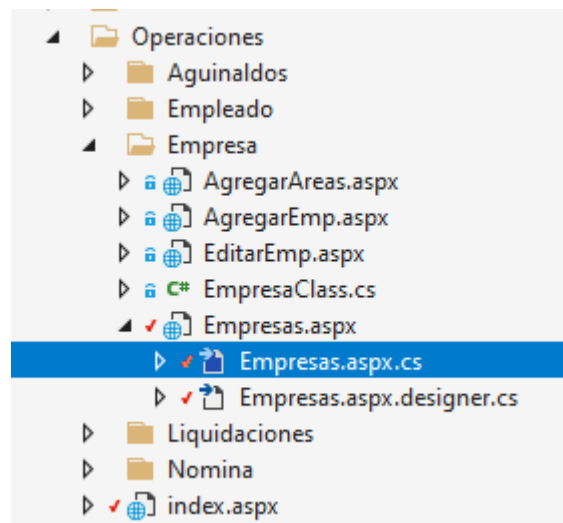 Operaciones
Aguinaldos
Empleado
Empresa
AgregarAreas.aspx
AgregarEmp.aspx
EditarEmp.aspx
C# EmpresaClass.cs
Empresas.aspx
Empresas.aspx.cs
Empresas.aspx.designer.cs
Liquidaciones
Nomina
index.aspx